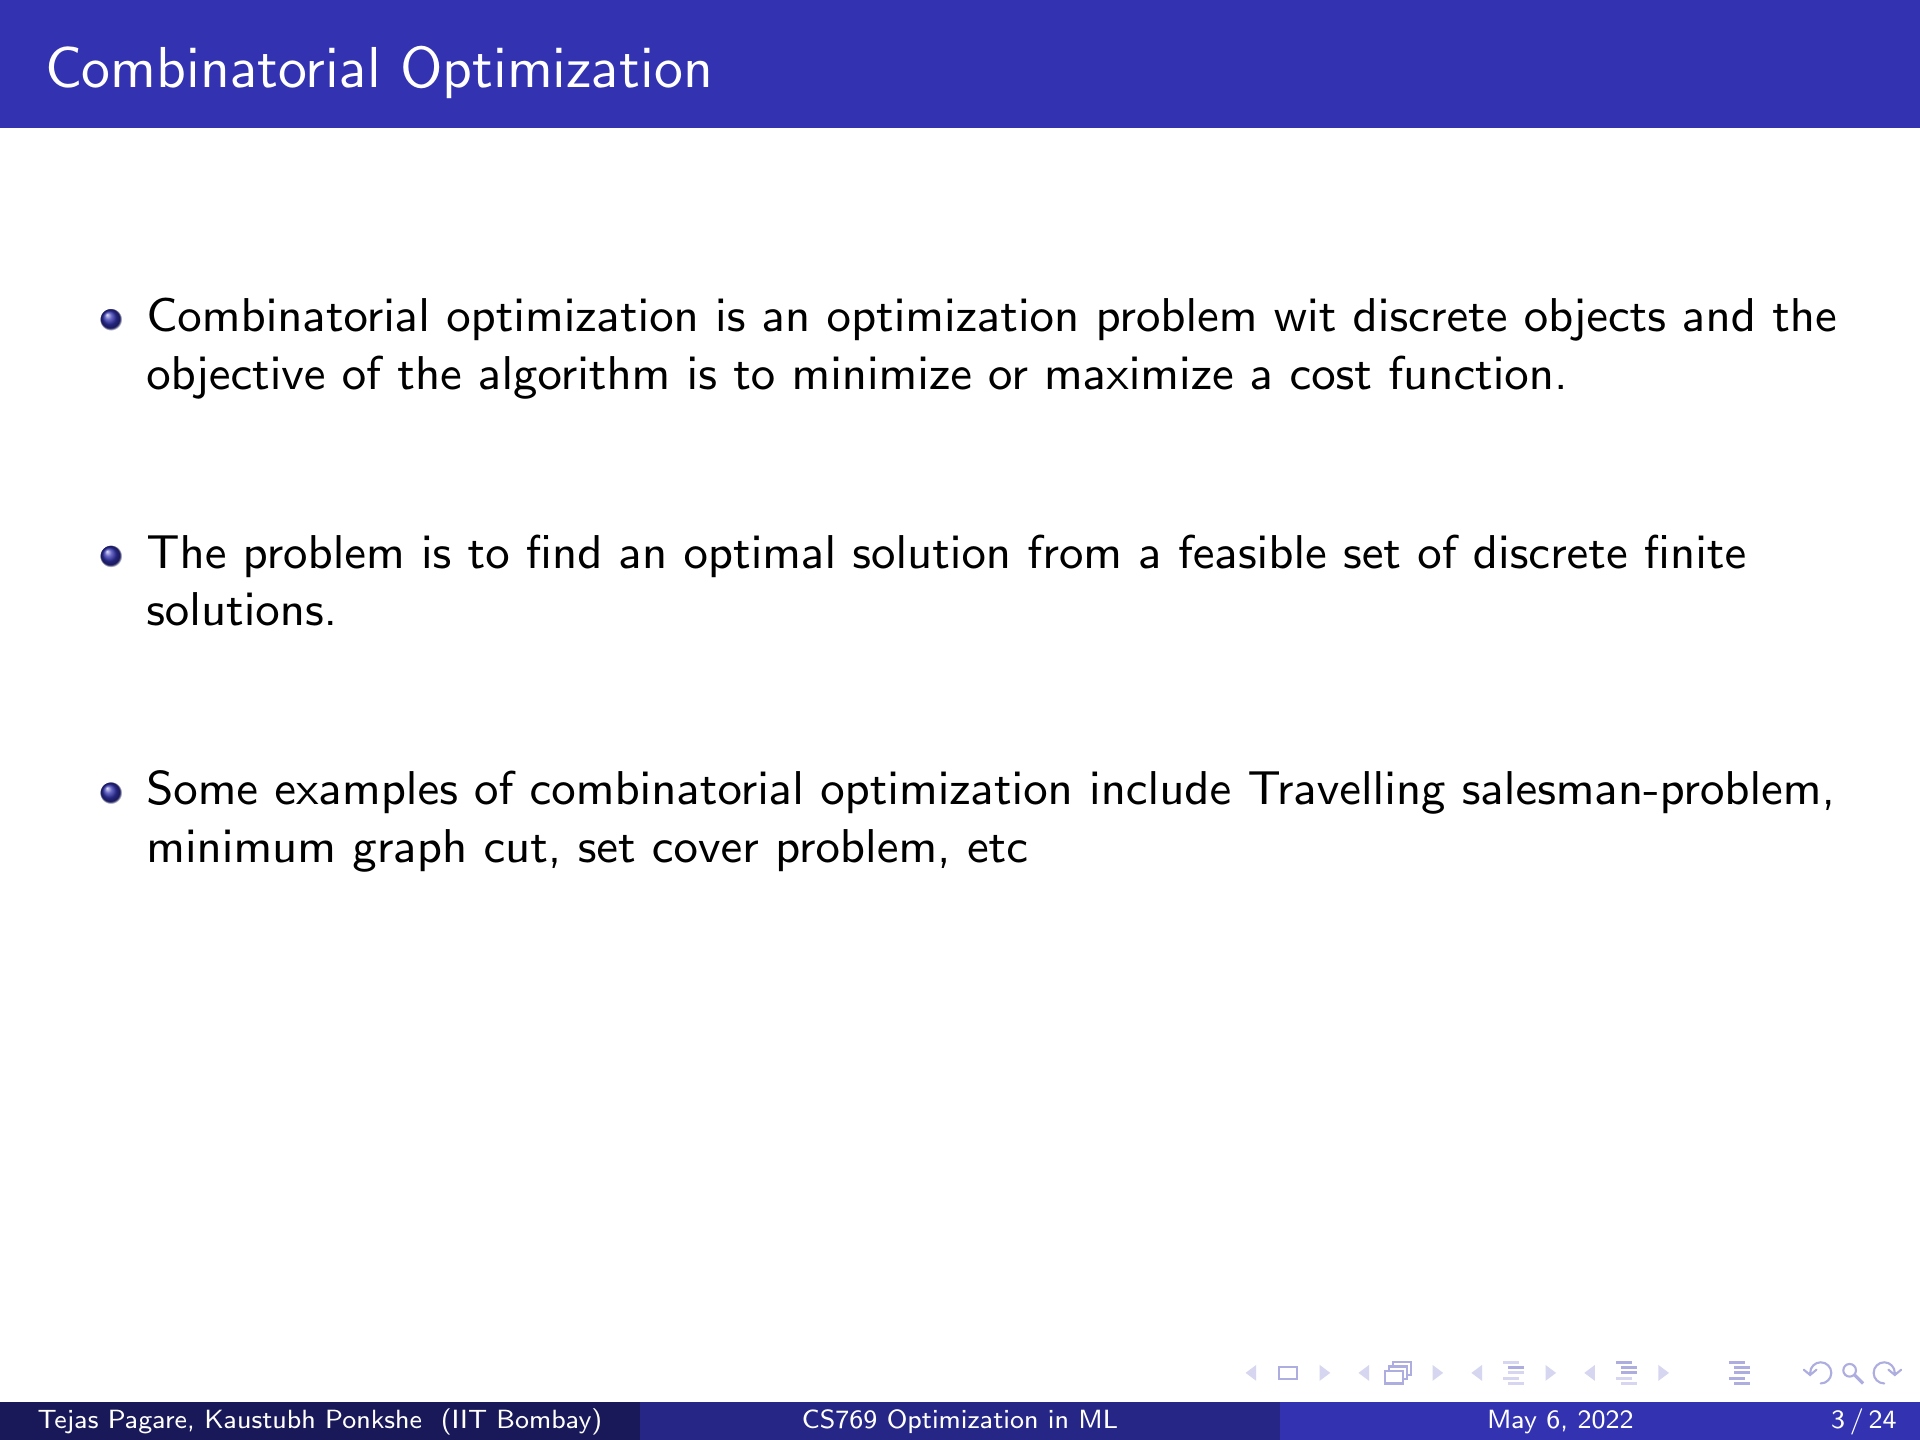 Combinatorial Optimization
Combinatorial optimization is an optimization problem wit discrete objects and the
objective of the algorithm is to minimize or maximize a cost function.
The problem is to find an optimal solution from a feasible set of discrete finite
solutions.
Some examples of combinatorial optimization include Travelling salesman-problem,
minimum graph cut, set cover problem, etc
Tejas Pagare, Kaustubh Ponkshe (IIT Bombay) CS769 Optimization in ML May 6, 2022 3 / 24